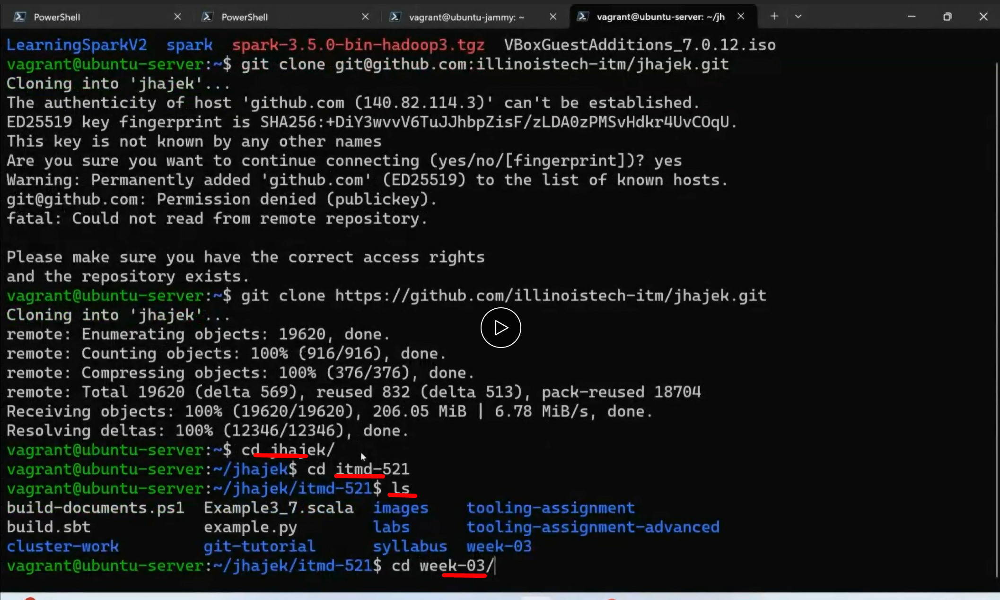 PowerShell
PowerShell
vagrant@ubuntu-jammy: ~
vagrant@ubuntu-server: ~/jh
LearningSparkV2 spark spark-3.5.0-bin-hadoop3.tgz VBoxGuestAdditions_7.0.12.iso
vagrant@ubuntu-server:~$ git clone git@github.com:illinoistech-itm/jhajek.git
Cloning into 'jhajek'...
The authenticity of host 'github.com (140.82.114.3)' can't be established.
ED25519 key fingerprint is SHA256:+DiY3wvvV6TuJJhbpZisF/zLDA0zPMSvHdkr4UvCOqU.
This key is not known by any other names
Are you sure you want to continue connecting (yes/no/[fingerprint])? yes
Warning: Permanently added 'github.com' (ED25519) to the list of known hosts.
git@github.com: Permission denied (publickey).
fatal: Could not read from remote repository.
Please make sure you have the correct access rights
and the repository exists.
vagrant@ubuntu-server:~$ git clone https://github.com/illinoistech-itm/jhajek.git
Cloning into 'jhajek'...
remote: Enumerating objects: 19620, done.
remote: Counting objects: 100% (916/916), done.
remote: Compressing objects: 100% (376/376), done.
remote: Total 19620 (delta 569), reused 832 (delta 513), pack-reused 18704
Receiving objects: 100% (19620/19620), 206.05 MiB | 6.78 MiB/s, done.
Resolving deltas: 100% (12346/12346), done.
vagrant@ubuntu-server:~$ cd jhajek/
vagrant@ubuntu-server:~/jhajek$ cd itmd-521
vagrant@ubuntu-server:~/jhajek/itmd-521$ ls
build-documents.ps1 Example3_7.scala images tooling-assignment
build.sbt example.py labs tooling-assignment-advanced
cluster-work git-tutorial syllabus week-03
vagrant@ubuntu-server:~/jhajek/itmd-521$ cd week-03/